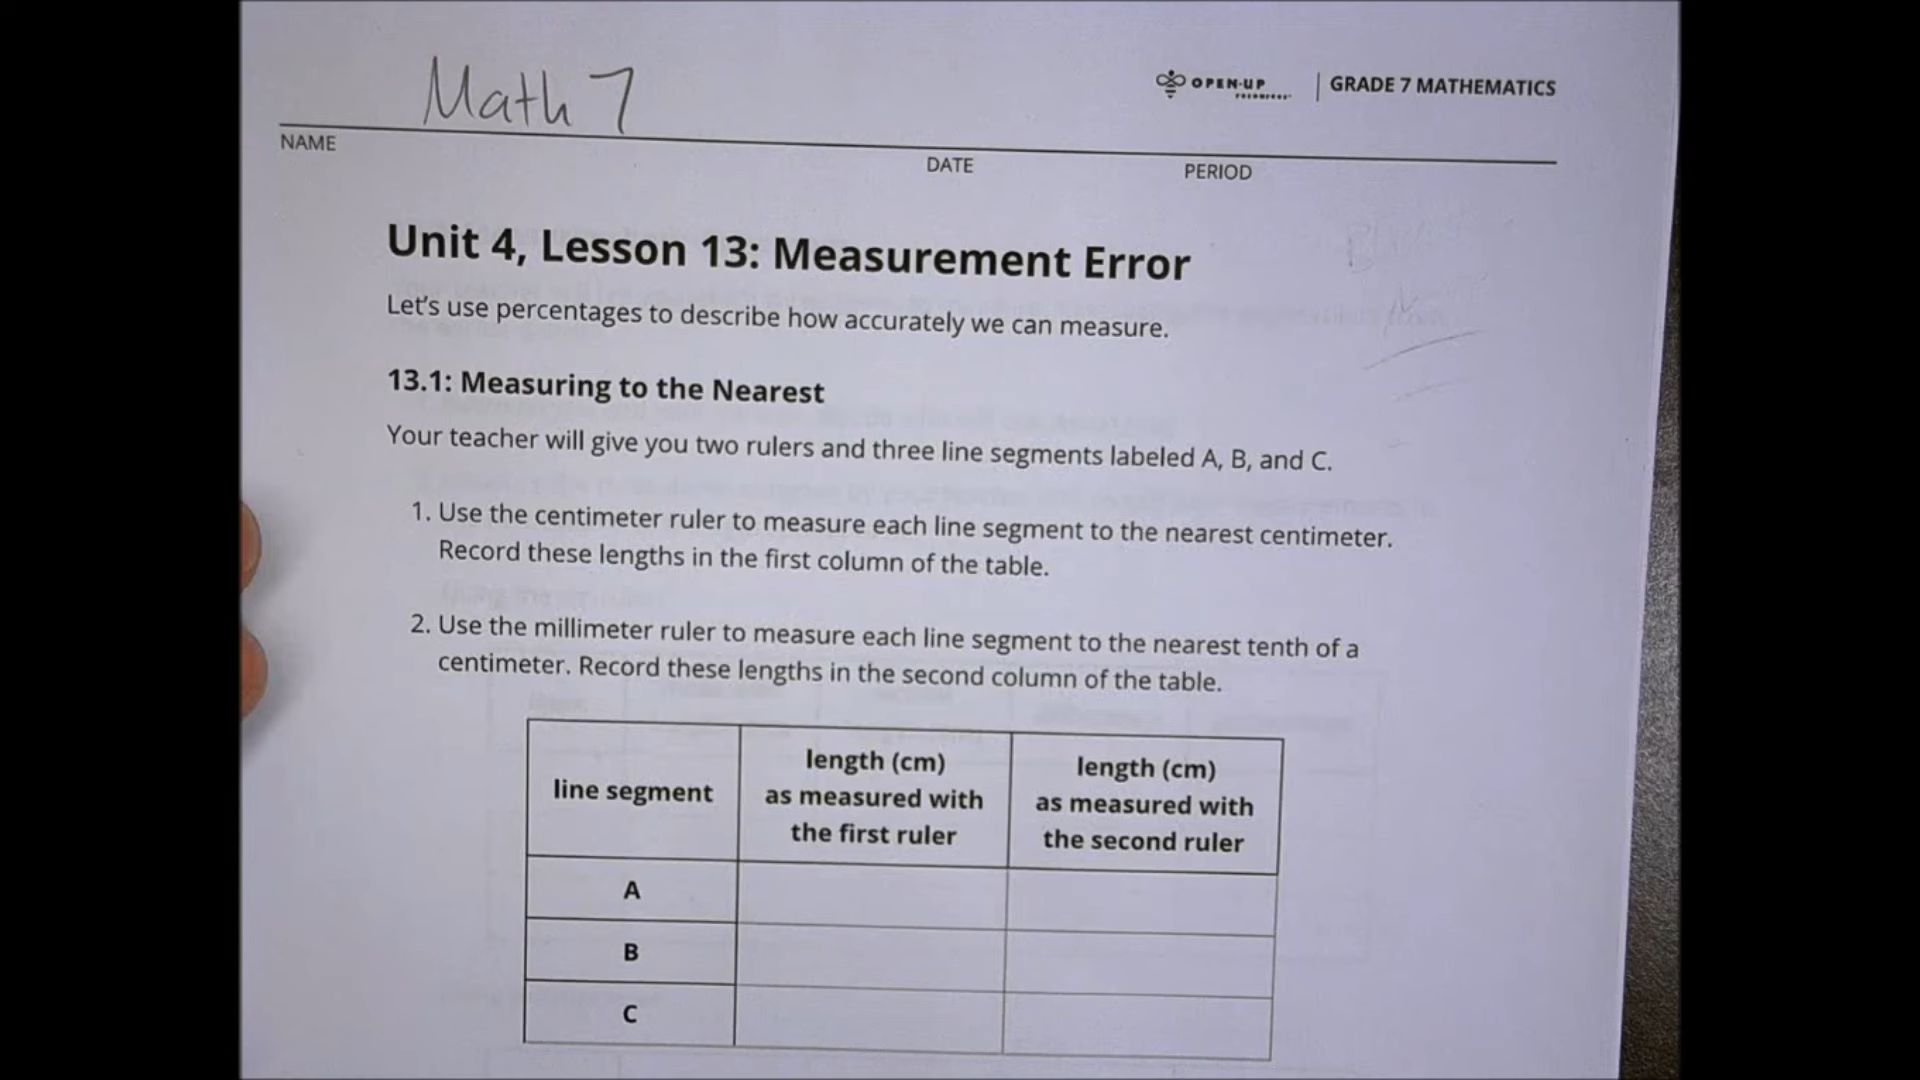 Math 7
OPEN-UP
GRADE 7 MATHEMATICS
NAME
DATE
PERIOD
Unit 4, Lesson 13: Measurement Error
Let's use percentages to describe how accurately we can measure.
13.1: Measuring to the Nearest
Your teacher will give you two rulers and three line segments labeled A, B, and C.
1. Use the centimeter ruler to measure each line segment to the nearest centimeter.
Record these lengths in the first column of the table.
2. Use the millimeter ruler to measure each line segment to the nearest tenth of a
centimeter. Record these lengths in the second column of the table.
line segment
length (cm)
as measured with
the first ruler
length (cm)
as measured with
the second ruler
A
B
C